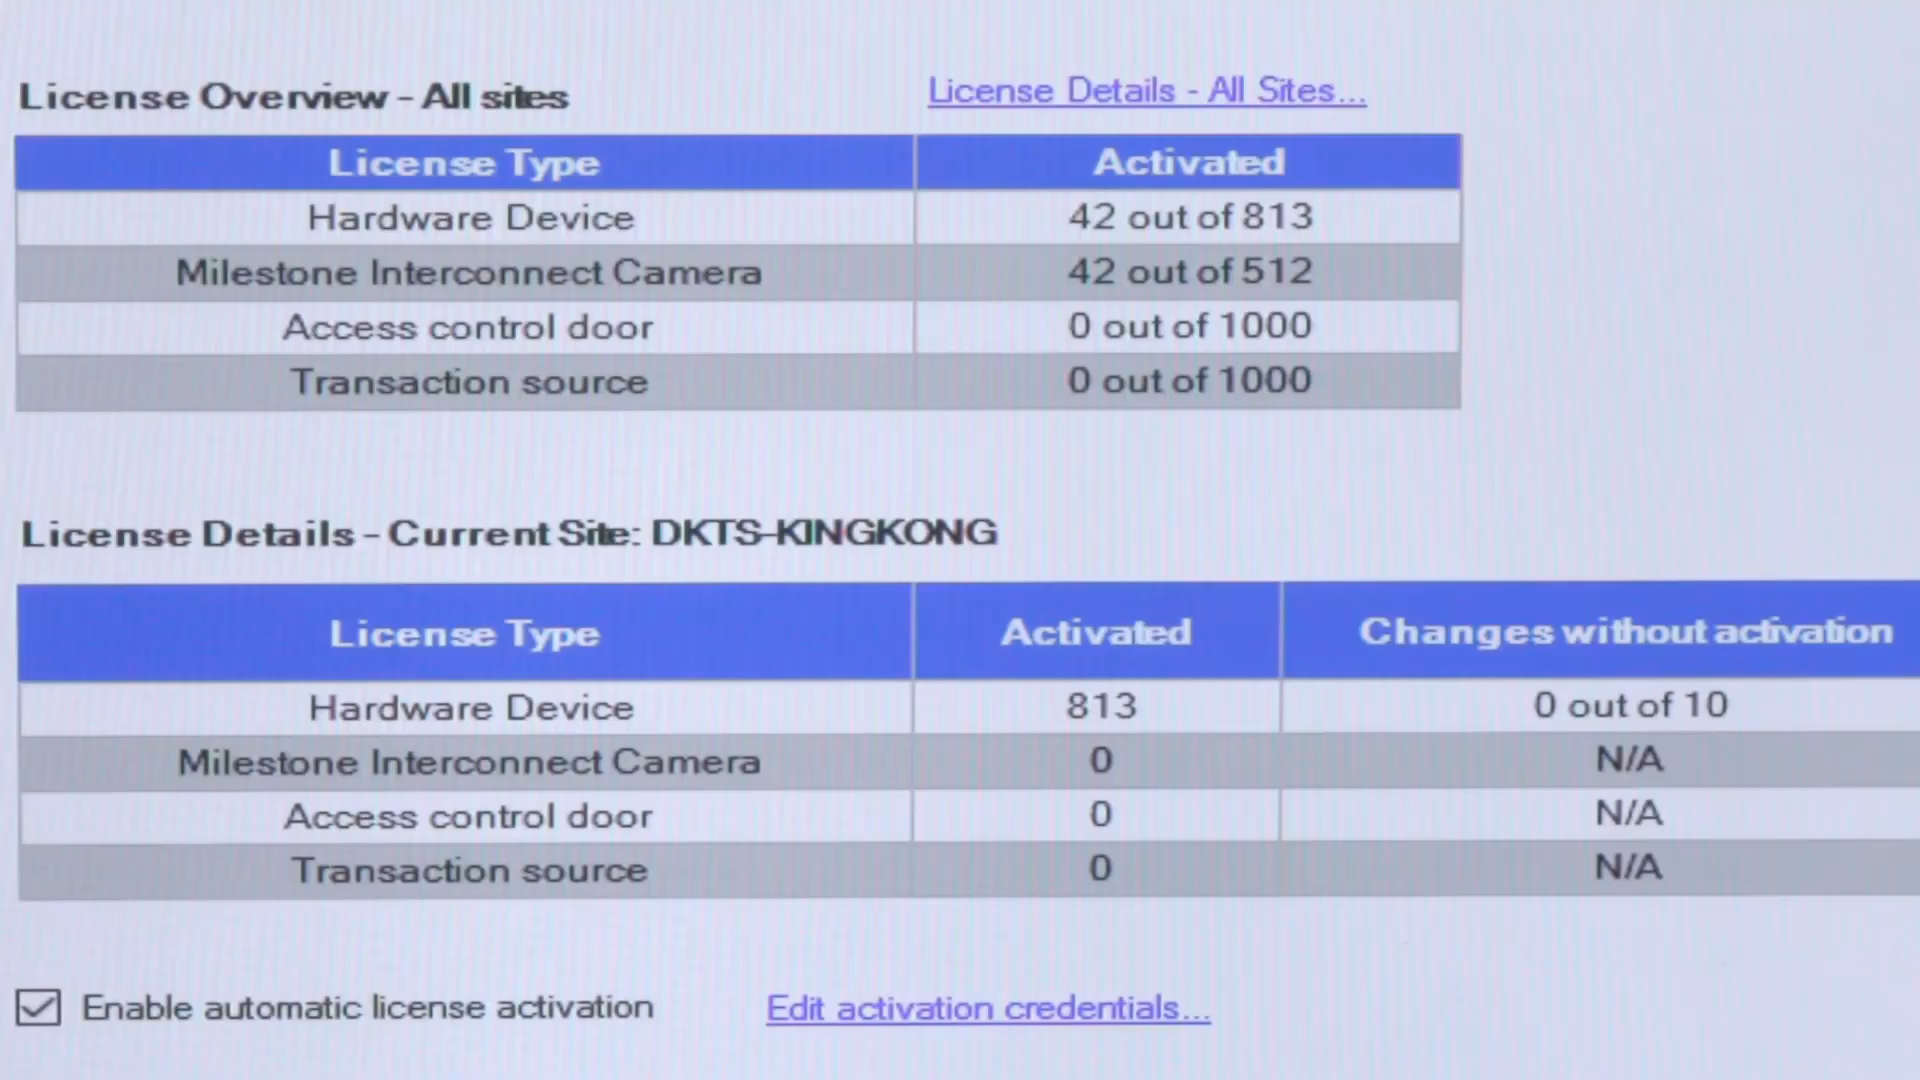 License Overview - All sites
License Details - All Sites...
License Type Activated
Hardware Device 42 out of 813
Milestone Interconnect Camera 42 out of 512
Access control door 0 out of 1000
Transaction source 0 out of 1000
License Details - Current Site: DKTS-KINGKONG
License Type Activated Changes without activation
Hardware Device 813 0 out of 10
Milestone Interconnect Camera 0 N/A
Access control door 0 N/A
Transaction source 0 N/A
Enable automatic license activation Edit activation credentials...